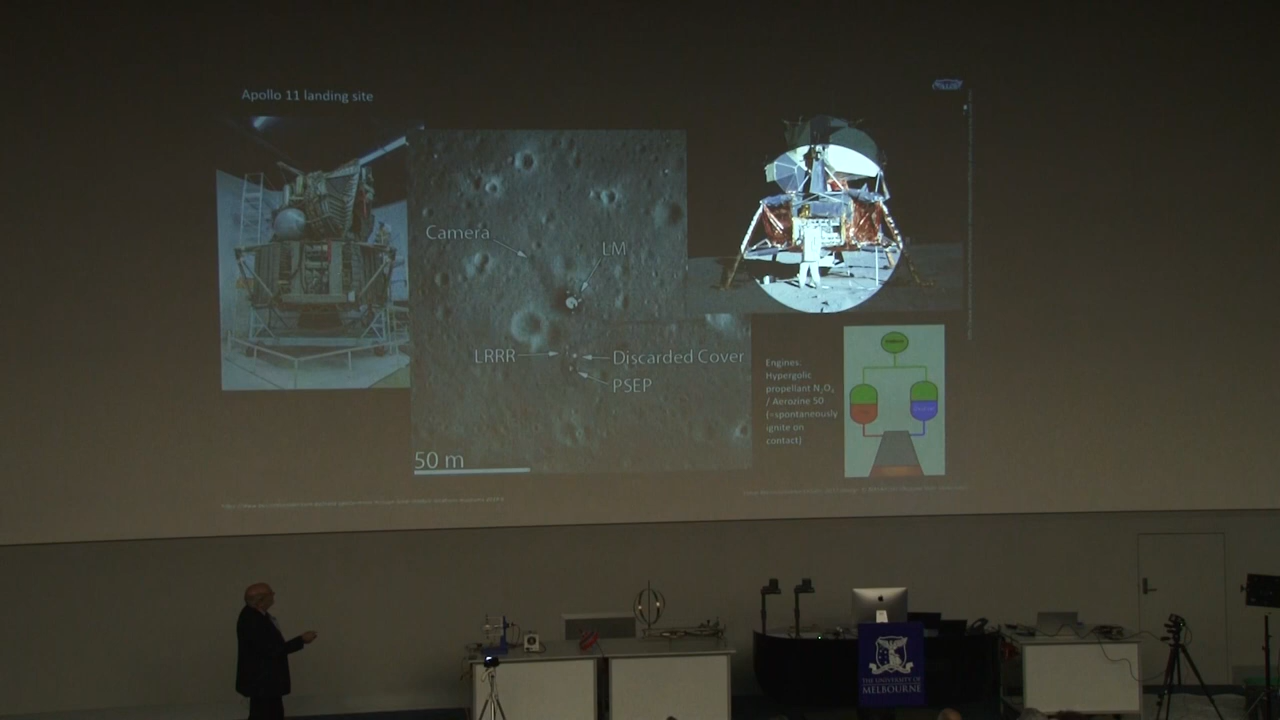 Apollo 11 landing site
Camera
LM
LRRR
Discarded Cover
PSEP
50 m
Engines:
Hypergolic
propellant N₂O₄
/ Aerozine 50
(=spontaneously
ignite on
contact)
THE UNIVERSITY OF
MELBOURNE